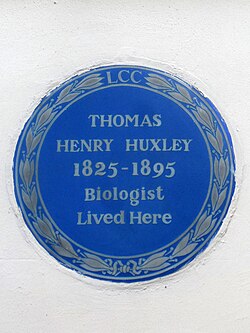 LCC
THOMAS
HENRY HUXLEY
1825-1895
Biologist
Lived Here